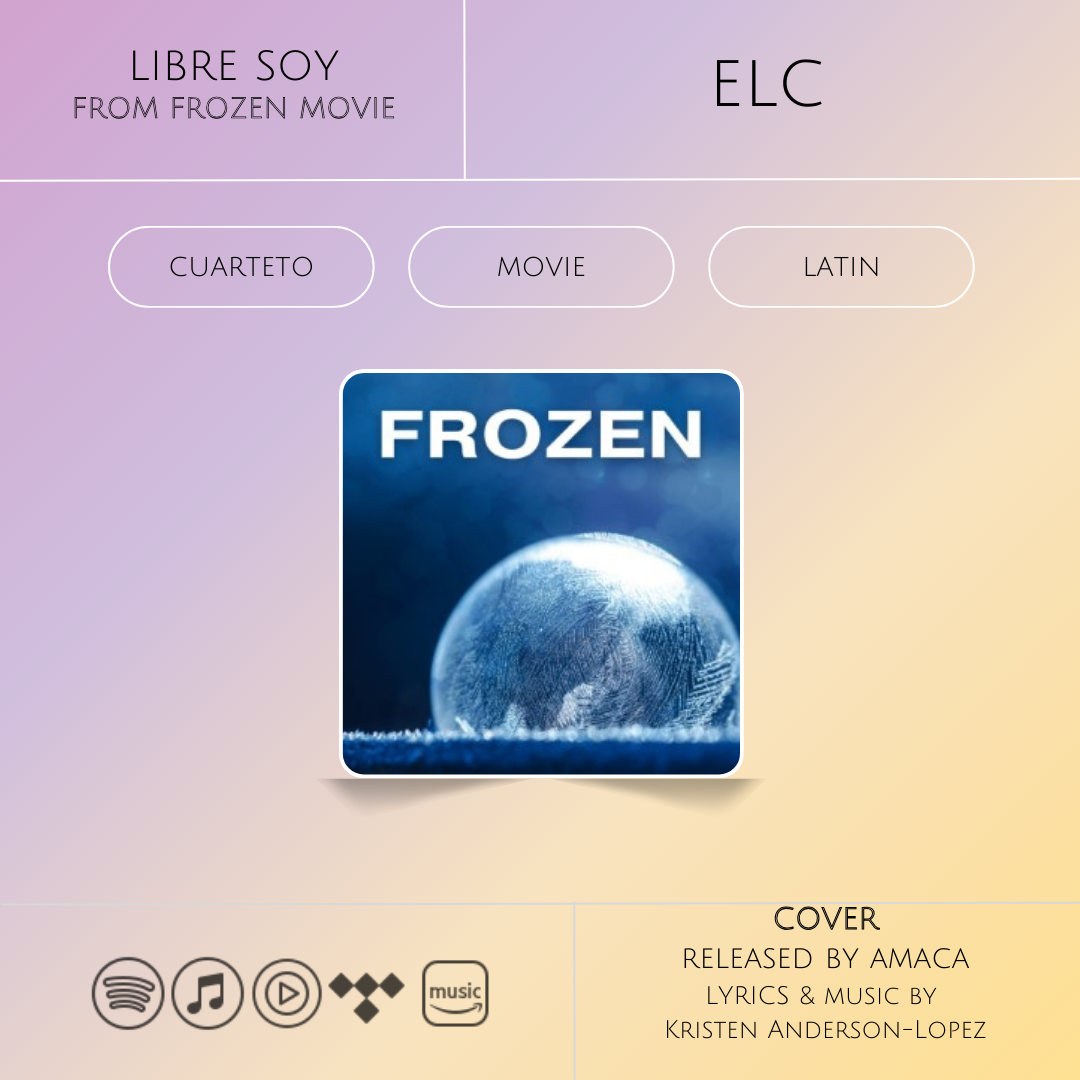 LIBRE SOY
FROM FROZEN MOVIE
ELC
CUARTETO
MOVIE
LATIN
FROZEN
music
COVER
RELEASED BY AMACA
LYRICS & MUSIC BY
KRISTEN ANDERSON-LOPEZ